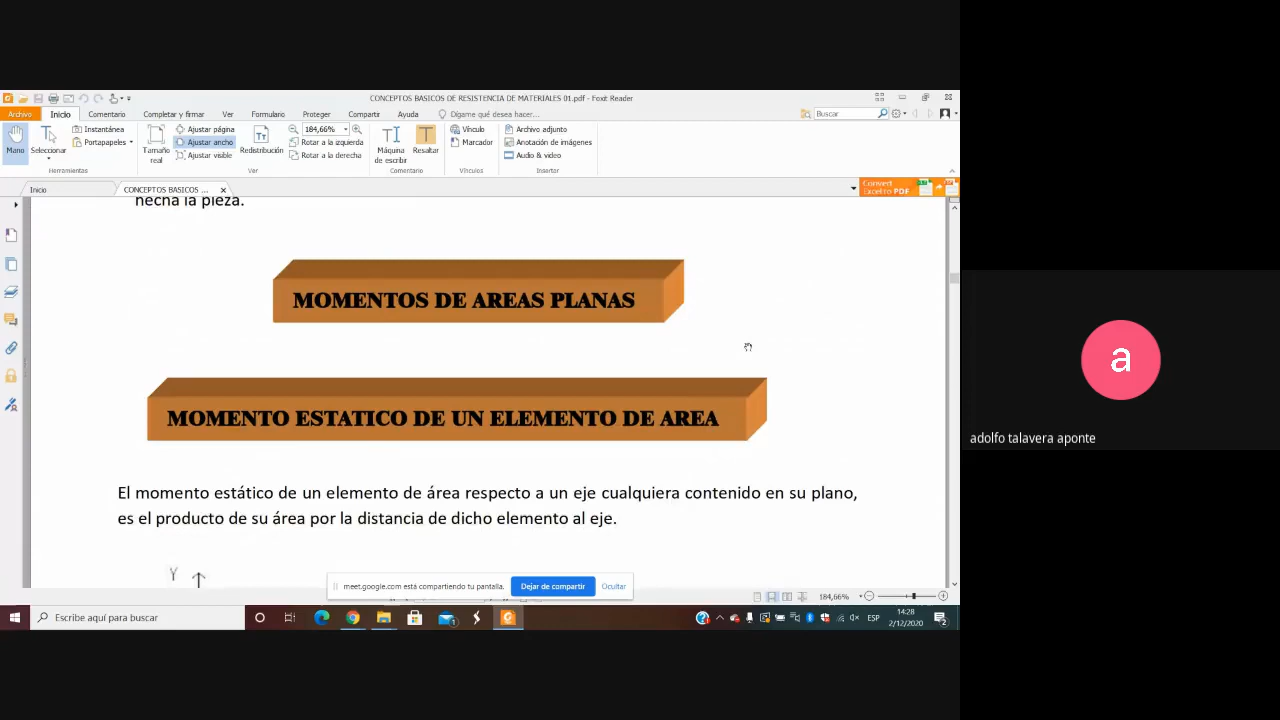 CONCEPTOS BASICOS DE RESISTENCIA DE MATERIALES 01.pdf - Foxit Reader
Archivo Inicio Comentario Completar y firmar Ver Formulario Proteger Compartir Ayuda Dígame qué desea hacer... Buscar
Mano
Seleccionar
Instantánea
Portapapeles
Herramientas
Tamaño real
Ajustar página
Ajustar ancho
Ajustar visible
Redistribución
184,66%
Rotar a la izquierda
Rotar a la derecha
Ver
Máquina de escribir
Resaltar
Comentario
Vínculo
Marcador
Vínculos
Archivo adjunto
Anotación de imágenes
Audio & video
Insertar
Inicio CONCEPTOS BASICOS ...
Convert
Excel to PDF
hecha la pieza.
MOMENTOS DE AREAS PLANAS
MOMENTO ESTATICO DE UN ELEMENTO DE AREA
El momento estático de un elemento de área respecto a un eje cualquiera contenido en su plano,
es el producto de su área por la distancia de dicho elemento al eje.
Y
meet.google.com está compartiendo tu pantalla. Dejar de compartir Ocultar
184,66%
Escribe aquí para buscar
ESP
14:28
2/12/2020
a
adolfo talavera aponte